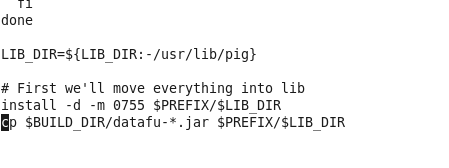 fi
done
LIB_DIR=${LIB_DIR:-/usr/lib/pig}
# First we'll move everything into lib
install -d -m 0755 $PREFIX/$LIB_DIR
cp $BUILD_DIR/datafu-*.jar $PREFIX/$LIB_DIR